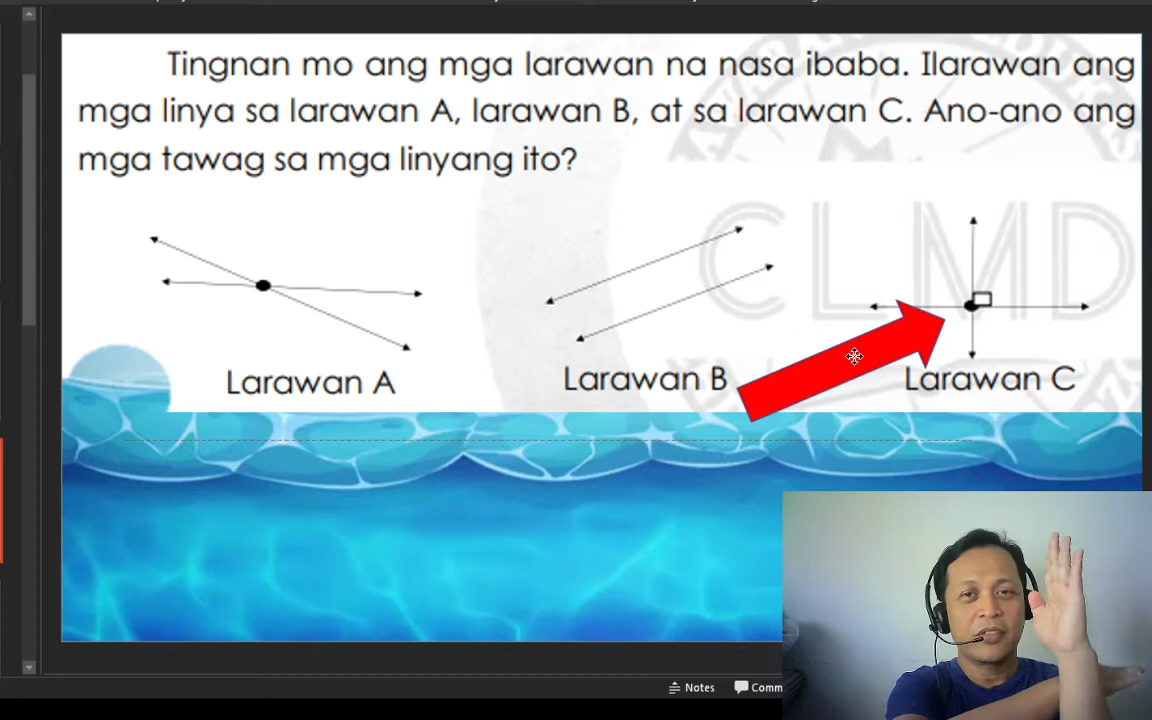 Tingnan mo ang mga larawan na nasa ibaba. Ilarawan ang
mga linya sa larawan A, larawan B, at sa larawan C. Ano-ano ang
mga tawag sa mga linyang ito?
CLMD
Larawan A
Larawan B
Larawan C
Notes
Comm